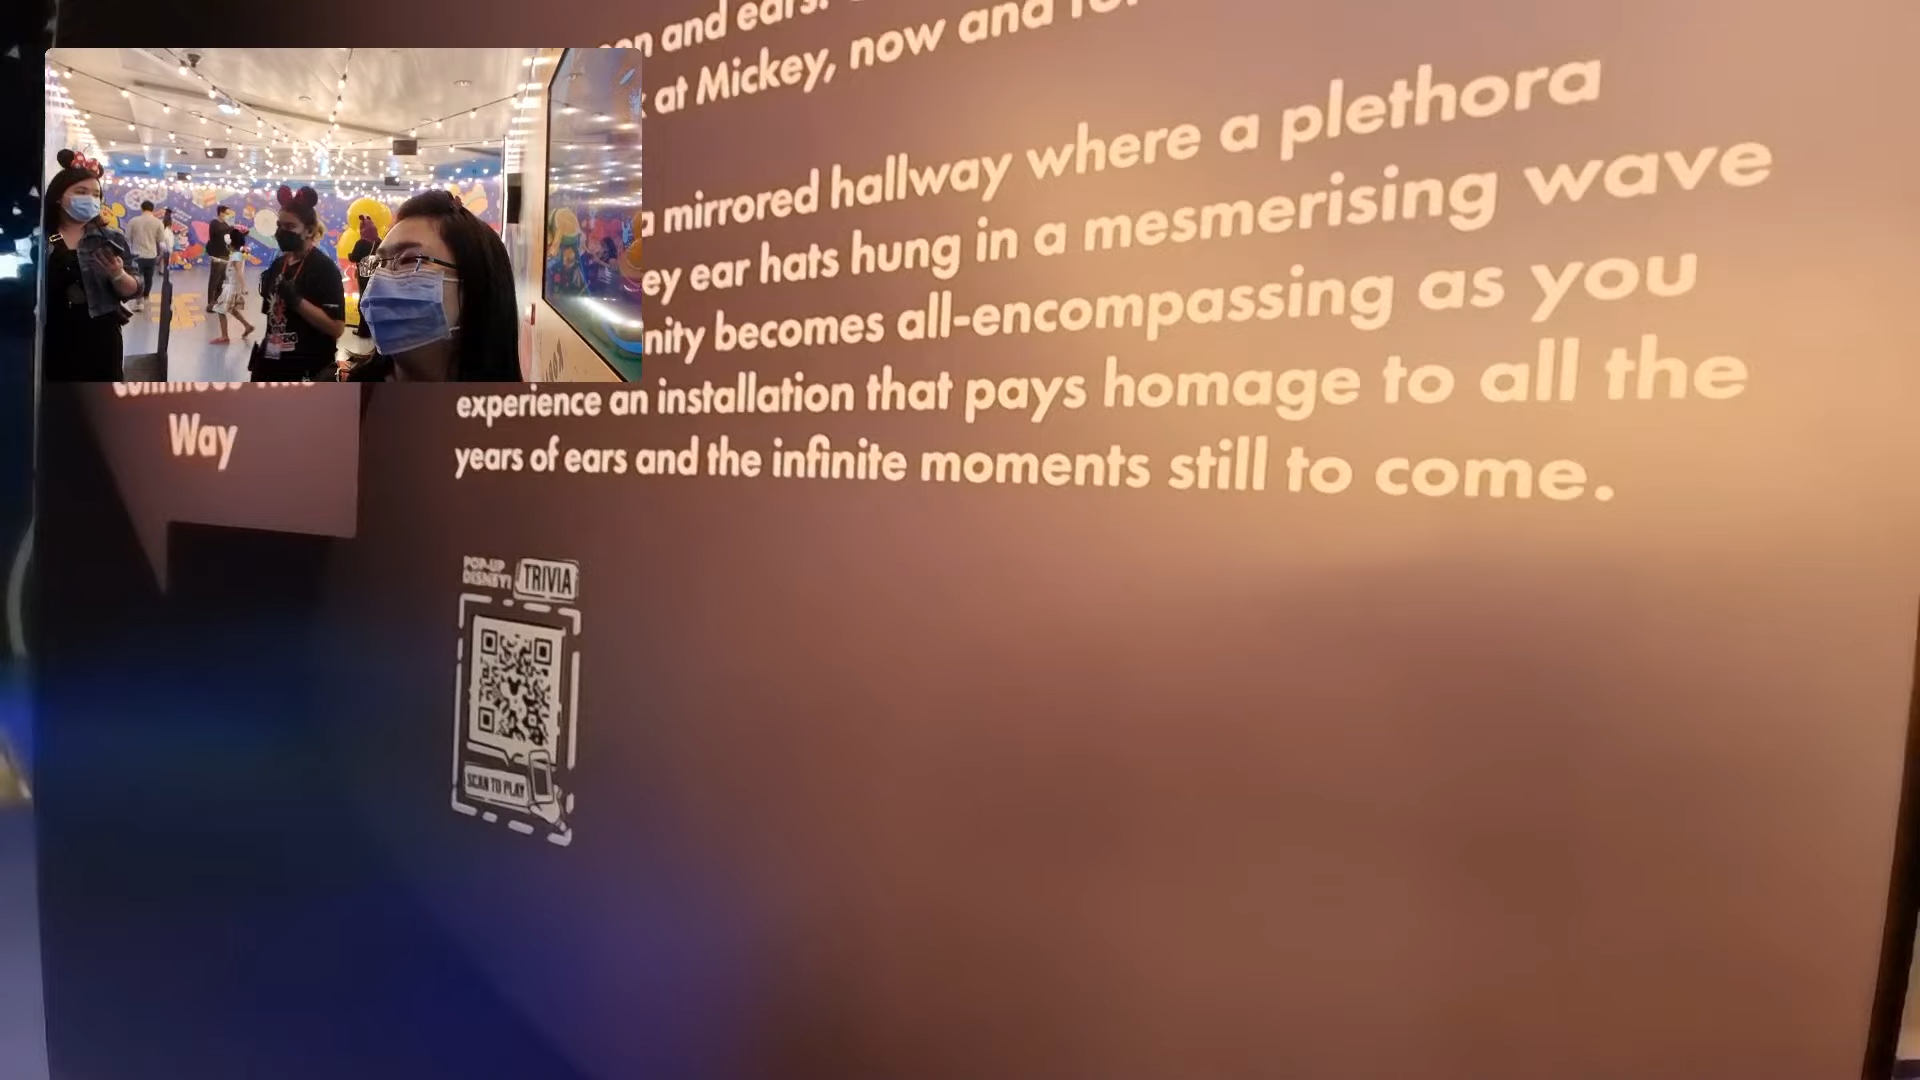 and ears.
at Mickey, now and
a mirrored hallway where a plethora
ear hats hung in a mesmerising wave
becomes all-encompassing as you
experience an installation that pays homage to all the
years of ears and the infinite moments still to come.
Way
POP-UP
DISNEY!
TRIVIA
SCAN TO PLAY